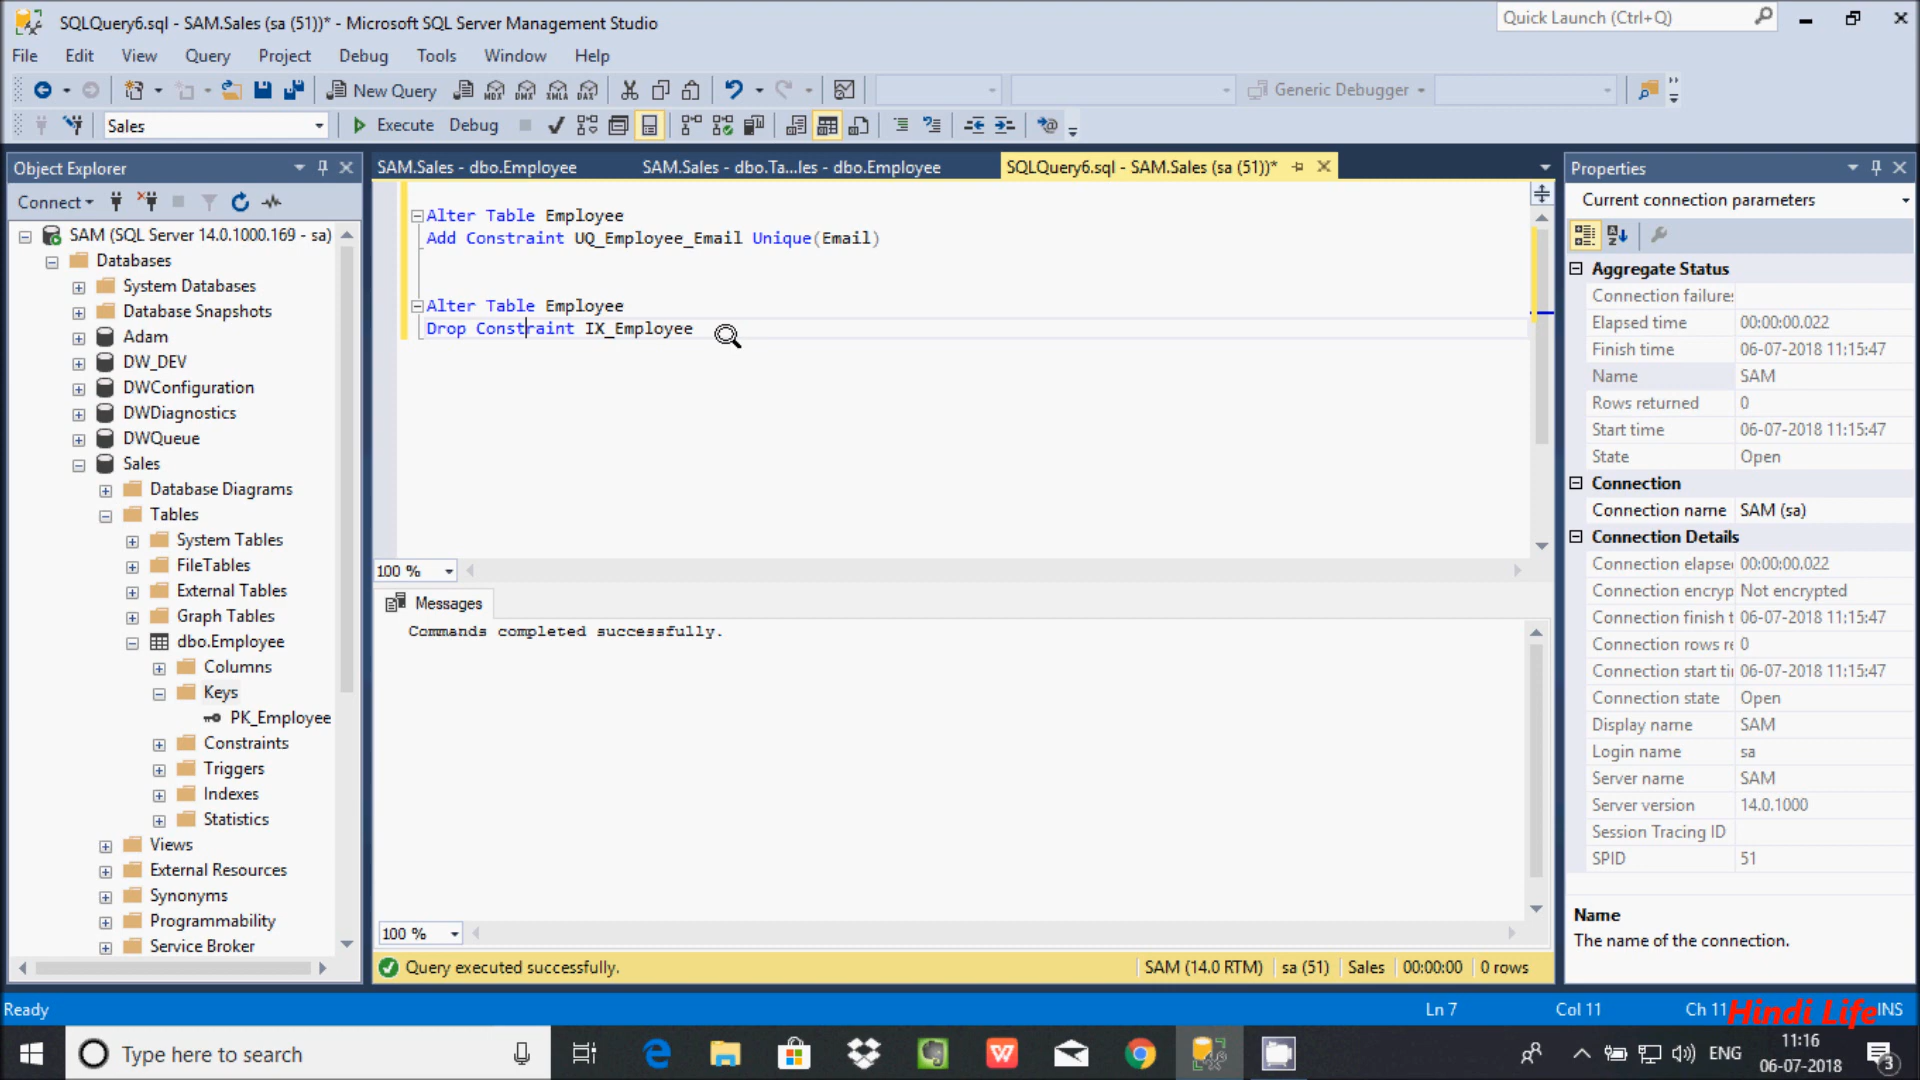 SQLQuery6.sql - SAM.Sales (sa (51))* - Microsoft SQL Server Management Studio
Quick Launch (Ctrl+Q)
File Edit View Query Project Debug Tools Window Help
New Query
MDX DMX XMLA DAX
Generic Debugger
Sales
Execute Debug
Object Explorer
Connect
SAM (SQL Server 14.0.1000.169 - sa)
Databases
System Databases
Database Snapshots
Adam
DW_DEV
DWConfiguration
DWDiagnostics
DWQueue
Sales
Database Diagrams
Tables
System Tables
FileTables
External Tables
Graph Tables
dbo.Employee
Columns
Keys
PK_Employee
Constraints
Triggers
Indexes
Statistics
Views
External Resources
Synonyms
Programmability
Service Broker
SAM.Sales - dbo.Employee
SAM.Sales - dbo.Ta...les - dbo.Employee
SQLQuery6.sql - SAM.Sales (sa (51))*
Alter Table Employee
Add Constraint UQ_Employee_Email Unique(Email)
Alter Table Employee
Drop Constraint IX_Employee
100 %
Messages
Commands completed successfully.
100 %
Query executed successfully.
SAM (14.0 RTM) sa (51) Sales 00:00:00 0 rows
Properties
Current connection parameters
Aggregate Status
Connection failures
Elapsed time 00:00:00.022
Finish time 06-07-2018 11:15:47
Name SAM
Rows returned 0
Start time 06-07-2018 11:15:47
State Open
Connection
Connection name SAM (sa)
Connection Details
Connection elapse 00:00:00.022
Connection encryp Not encrypted
Connection finish t 06-07-2018 11:15:47
Connection rows re 0
Connection start ti 06-07-2018 11:15:47
Connection state Open
Display name SAM
Login name sa
Server name SAM
Server version 14.0.1000
Session Tracing ID
SPID 51
Name
The name of the connection.
Ready
Ln 7 Col 11 Ch 11 INS
Hindi Life
Type here to search
ENG
11:16
06-07-2018
3